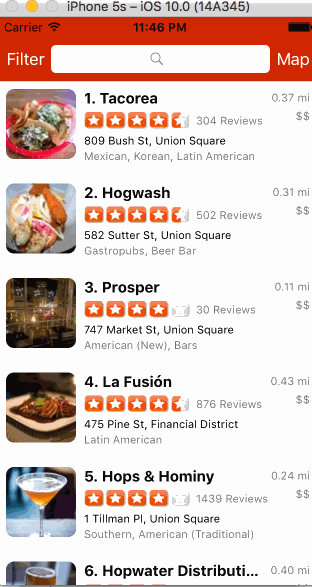 iPhone 5s – iOS 10.0 (14A345)
Carrier 11:46 PM
Filter Map
1. Tacorea 0.37 mi
304 Reviews $$
809 Bush St, Union Square
Mexican, Korean, Latin American
2. Hogwash 0.31 mi
502 Reviews $$
582 Sutter St, Union Square
Gastropubs, Beer Bar
3. Prosper 0.11 mi
30 Reviews $$
747 Market St, Union Square
American (New), Bars
4. La Fusión 0.43 mi
876 Reviews $$
475 Pine St, Financial District
Latin American
5. Hops & Hominy 0.24 mi
1439 Reviews $$
1 Tillman Pl, Union Square
Southern, American (Traditional)
6. Hopwater Distributi... 0.40 mi
$$